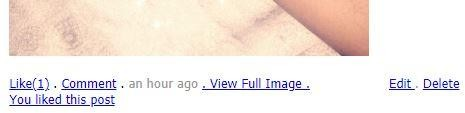 Like(1) . Comment . an hour ago . View Full Image . Edit . Delete
You liked this post